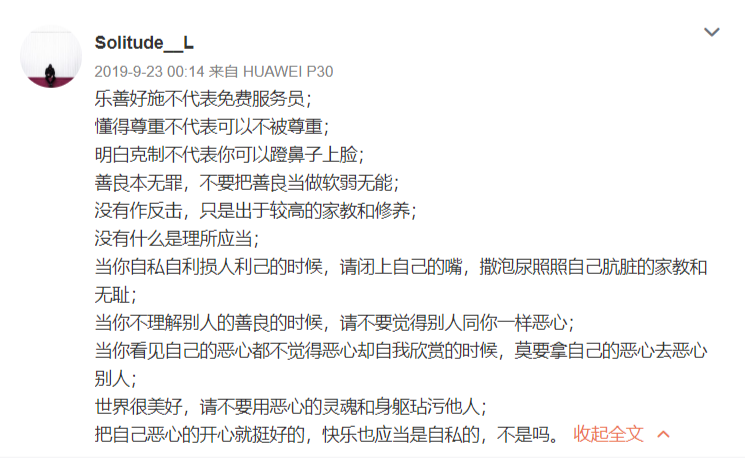 Solitude__L
2019-9-23 00:14 来自 HUAWEI P30
乐善好施不代表免费服务员；
懂得尊重不代表可以不被尊重；
明白克制不代表你可以蹬鼻子上脸；
善良本无罪，不要把善良当做软弱无能；
没有作反击，只是出于较高的家教和修养；
没有什么是理所应当；
当你自私自利损人利己的时候，请闭上自己的嘴，撒泡尿照照自己肮脏的家教和
无耻；
当你不理解别人的善良的时候，请不要觉得别人同你一样恶心；
当你看见自己的恶心都不觉得恶心却自我欣赏的时候，莫要拿自己的恶心去恶心
别人；
世界很美好，请不要用恶心的灵魂和身躯玷污他人；
把自己恶心的开心就挺好的，快乐也应当是自私的，不是吗。 收起全文